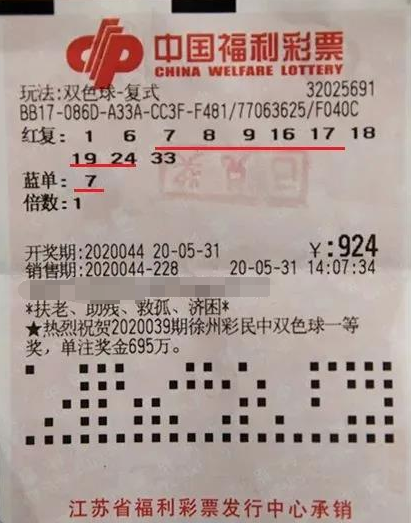 中国福利彩票
CHINA WELFARE LOTTERY
玩法:双色球-复式 32025691
BB17-086D-A33A-CC3F-F481/77063625/F040C
红复: 1 6 7 8 9 16 17 18
19 24 33
蓝单: 7
倍数:1
开奖期:2020044 20-05-31 ¥:924
销售期:2020044-228 20-05-31 14:07:34
*扶老、助残、救孤、济困*
★热烈祝贺2020039期徐州彩民中双色球一等
奖,单注奖金695万。
已兑奖
江苏省福利彩票发行中心承销